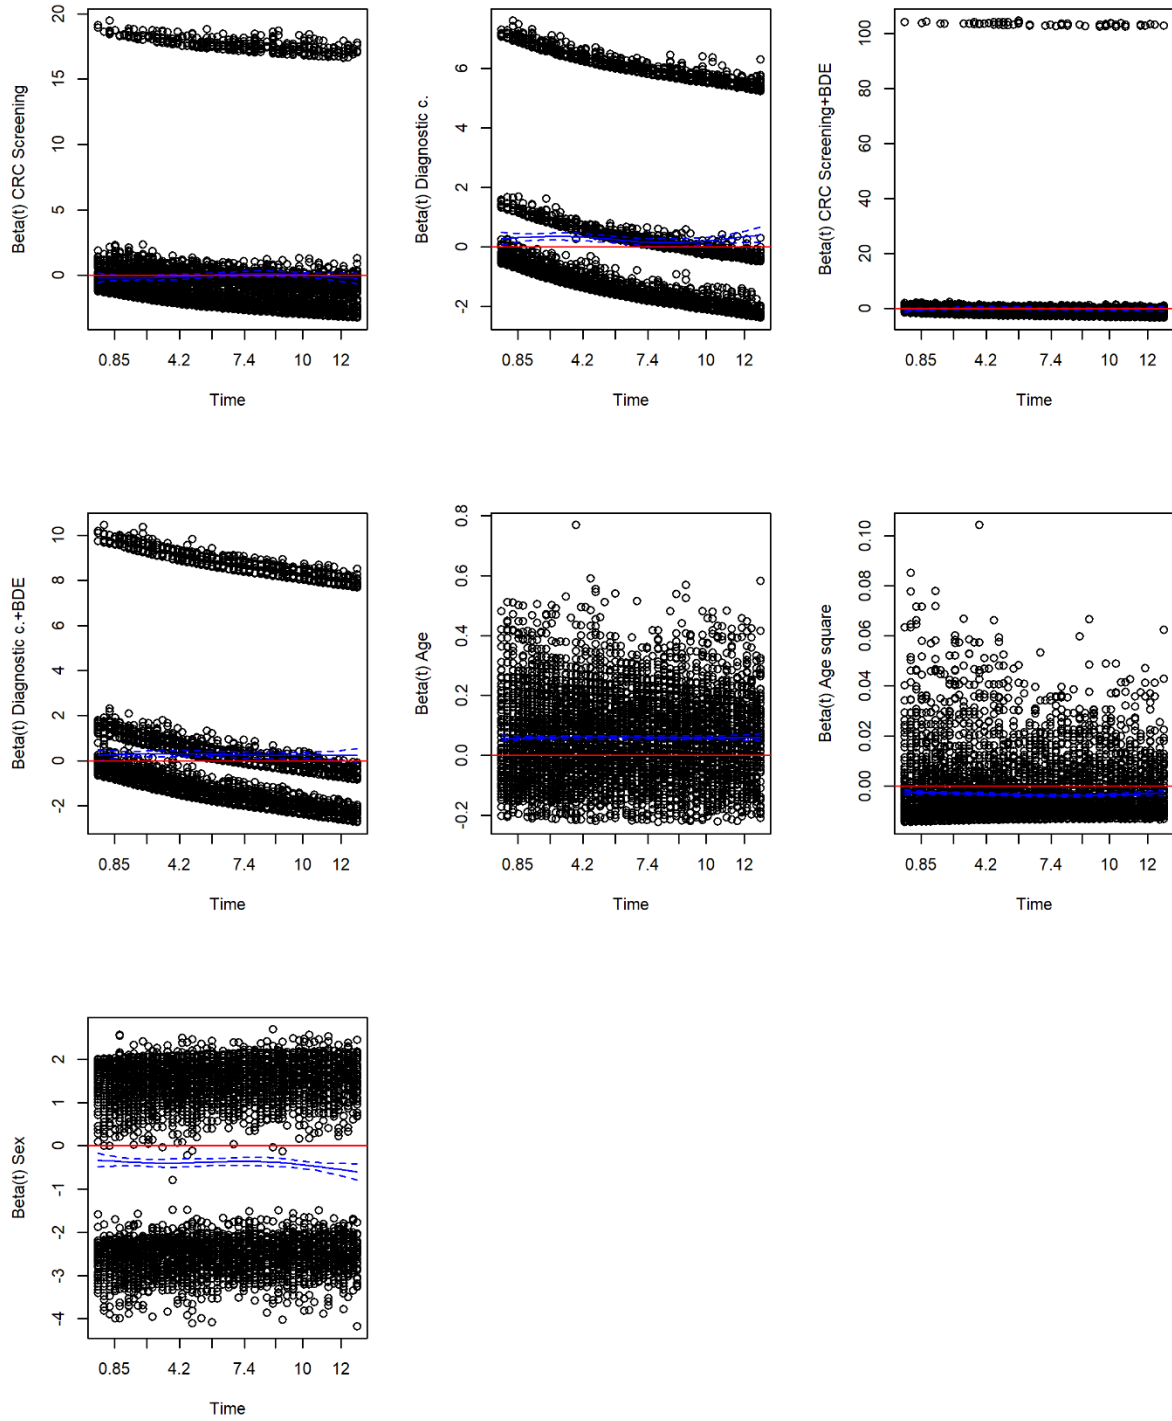 Beta(t) CRC Screening
20
15
10
5
0
0.85 4.2 7.4 10 12
Time
Beta(t) Diagnostic c.
6
4
2
0
-2
0.85 4.2 7.4 10 12
Time
Beta(t) CRC Screening+BDE
100
80
60
40
20
0
0.85 4.2 7.4 10 12
Time
Beta(t) Diagnostic c.+BDE
10
8
6
4
2
0
-2
0.85 4.2 7.4 10 12
Time
Beta(t) Age
0.8
0.6
0.4
0.2
0.0
-0.2
0.85 4.2 7.4 10 12
Time
Beta(t) Age square
0.10
0.08
0.06
0.04
0.02
0.00
0.85 4.2 7.4 10 12
Time
Beta(t) Sex
2
1
0
-1
-2
-3
-4
0.85 4.2 7.4 10 12
Time